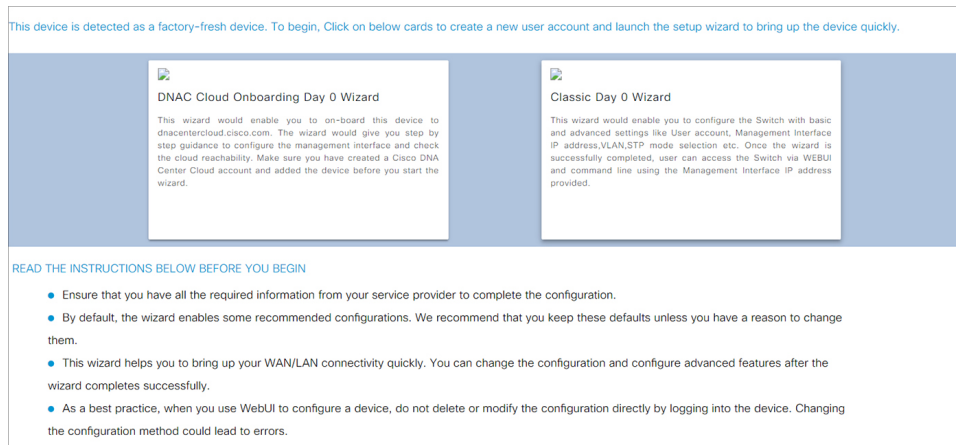 This device is detected as a factory-fresh device. To begin, Click on below cards to create a new user account and launch the setup wizard to bring up the device quickly.
DNAC Cloud Onboarding Day 0 Wizard
This wizard would enable you to on-board this device to
dnacentercloud.cisco.com. The wizard would give you step by
step guidance to configure the management interface and check
the cloud reachability. Make sure you have created a Cisco DNA
Center Cloud account and added the device before you start the
wizard.
Classic Day 0 Wizard
This wizard would enable you to configure the Switch with basic
and advanced settings like User account, Management Interface
IP address,VLAN,STP mode selection etc. Once the wizard is
successfully completed, user can access the Switch via WEBUI
and command line using the Management Interface IP address
provided.
READ THE INSTRUCTIONS BELOW BEFORE YOU BEGIN
• Ensure that you have all the required information from your service provider to complete the configuration.
• By default, the wizard enables some recommended configurations. We recommend that you keep these defaults unless you have a reason to change
them.
• This wizard helps you to bring up your WAN/LAN connectivity quickly. You can change the configuration and configure advanced features after the
wizard completes successfully.
• As a best practice, when you use WebUI to configure a device, do not delete or modify the configuration directly by logging into the device. Changing
the configuration method could lead to errors.